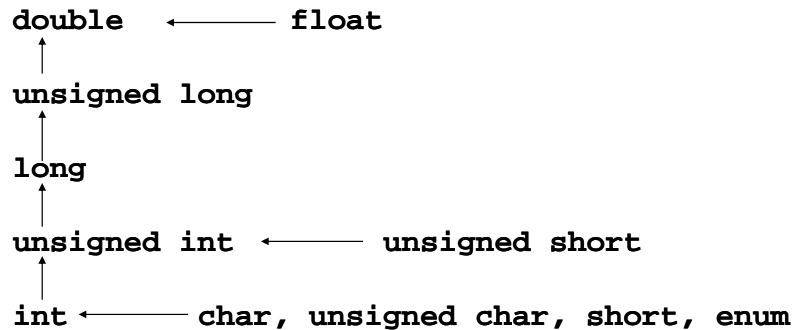 double float
unsigned long
long
unsigned int unsigned short
int char, unsigned char, short, enum